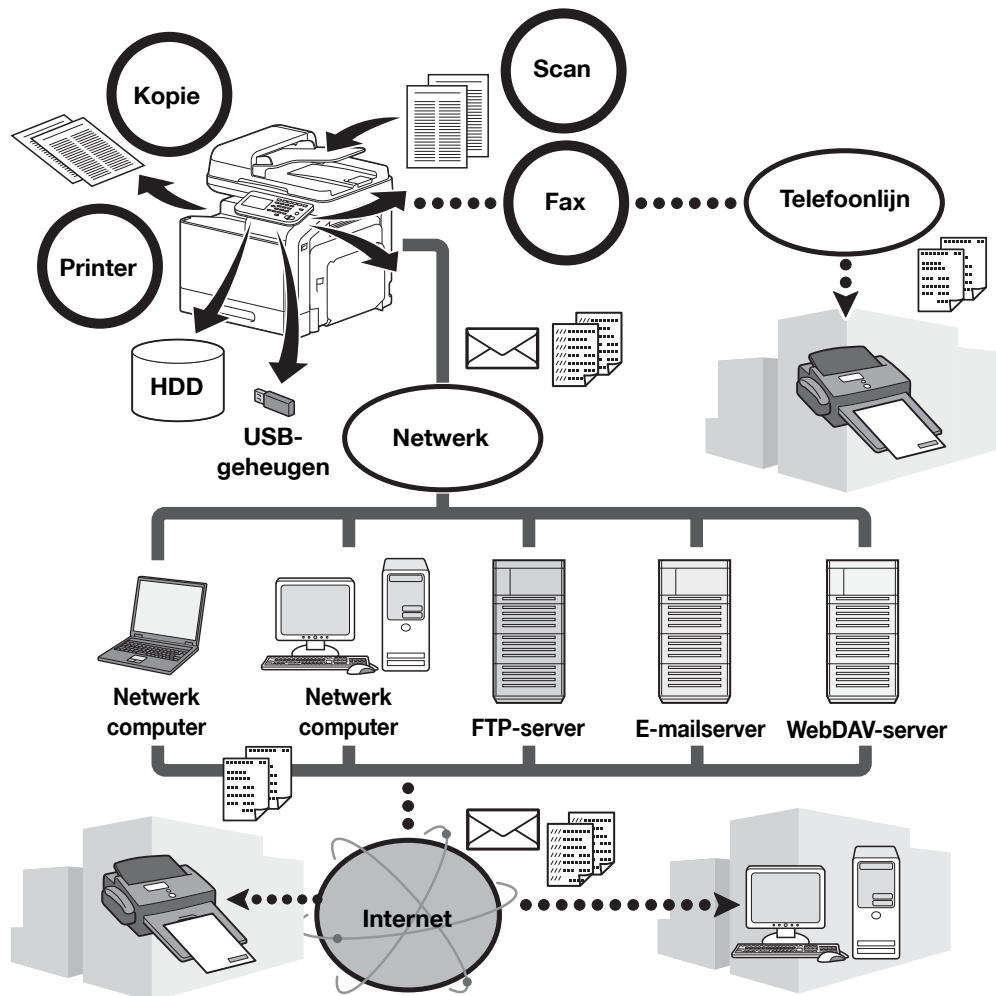 Scan
Kopie
Fax
Telefoonlijn
Printer
HDD
USB-
geheugen
Netwerk
Netwerk
computer
Netwerk
computer
FTP-server
E-mailserver
WebDAV-server
Internet